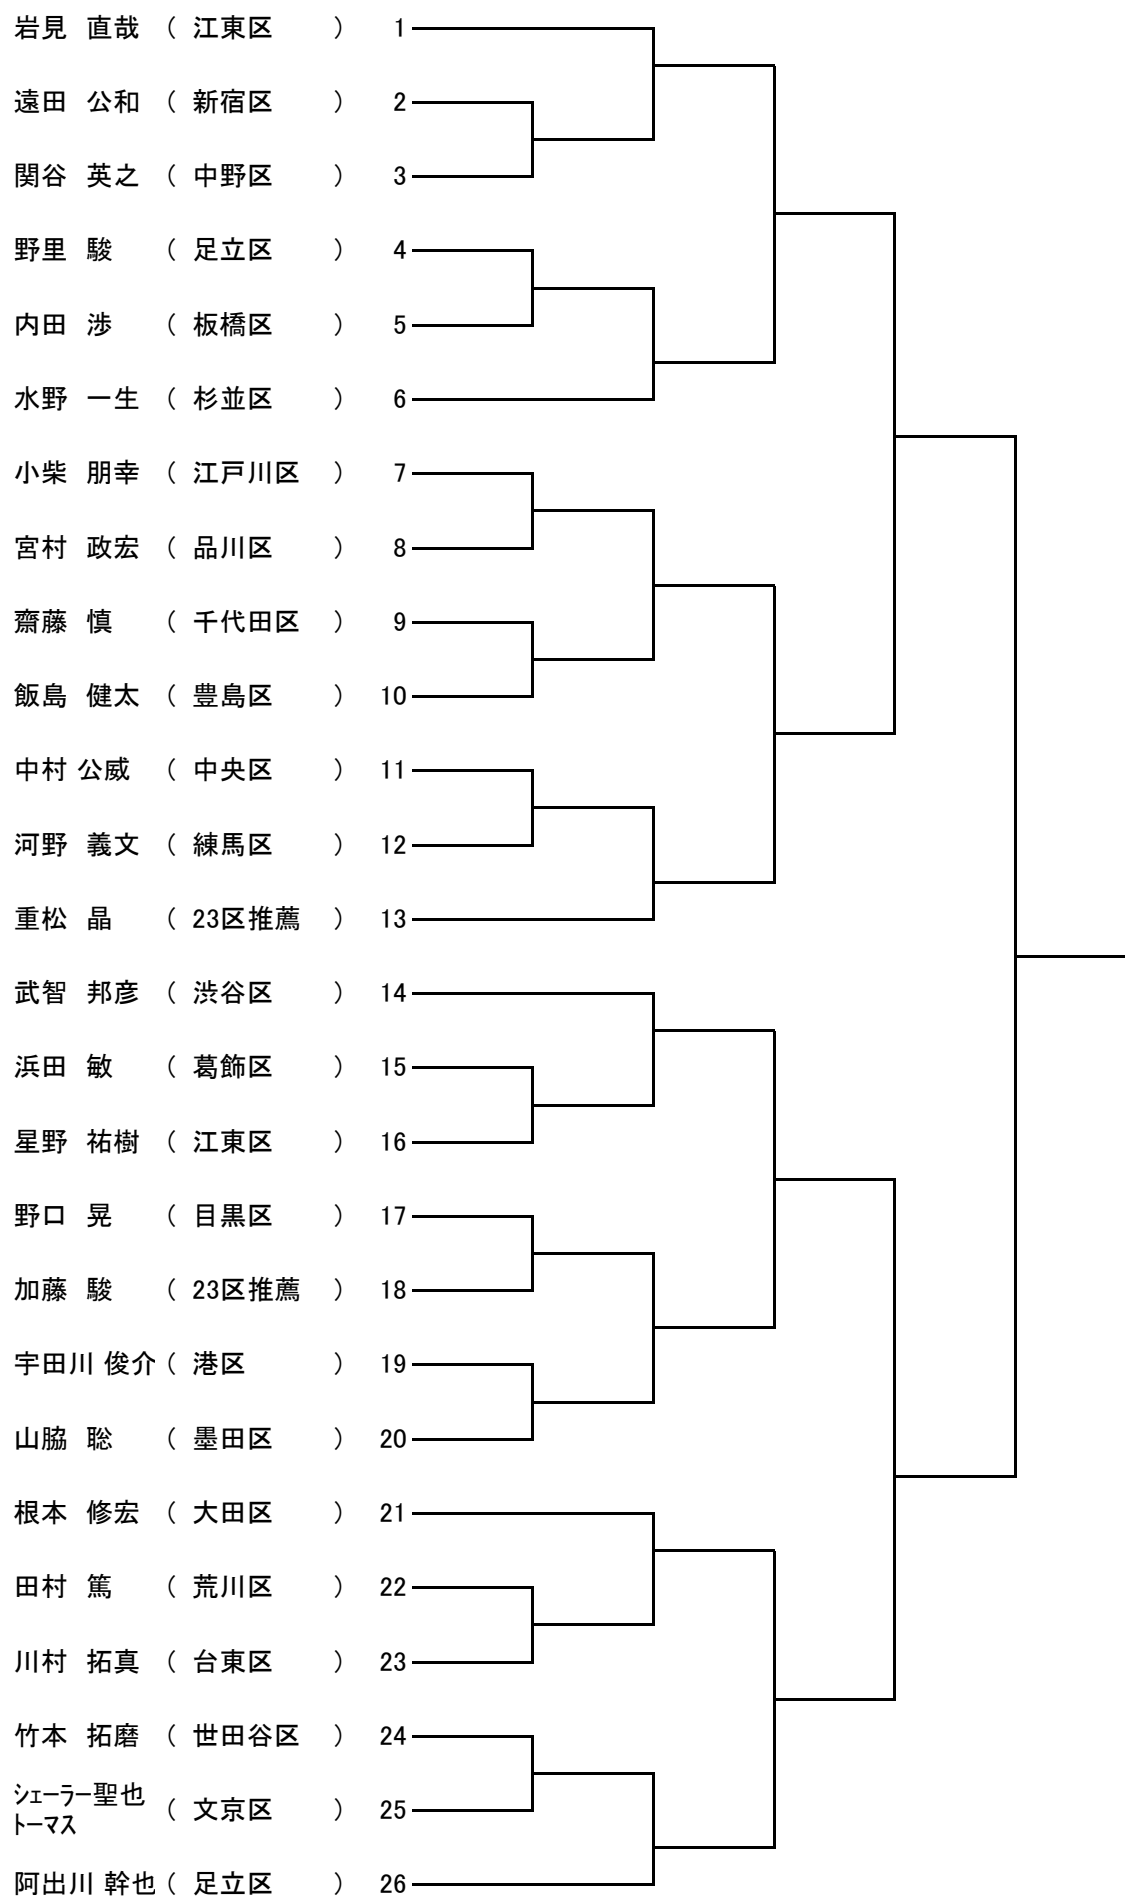 岩見 直哉 ( 江東区 ) 1
遠田 公和 ( 新宿区 ) 2
関谷 英之 ( 中野区 ) 3
野里 駿 ( 足立区 ) 4
内田 渉 ( 板橋区 ) 5
水野 一生 ( 杉並区 ) 6
小柴 朋幸 ( 江戸川区 ) 7
宮村 政宏 ( 品川区 ) 8
齋藤 慎 ( 千代田区 ) 9
飯島 健太 ( 豊島区 ) 10
中村 公威 ( 中央区 ) 11
河野 義文 ( 練馬区 ) 12
重松 晶 ( 23区推薦 ) 13
武智 邦彦 ( 渋谷区 ) 14
浜田 敏 ( 葛飾区 ) 15
星野 祐樹 ( 江東区 ) 16
野口 晃 ( 目黒区 ) 17
加藤 駿 ( 23区推薦 ) 18
宇田川 俊介 ( 港区 ) 19
山脇 聡 ( 墨田区 ) 20
根本 修宏 ( 大田区 ) 21
田村 篤 ( 荒川区 ) 22
川村 拓真 ( 台東区 ) 23
竹本 拓磨 ( 世田谷区 ) 24
シェーラー聖也
トーマス ( 文京区 ) 25
阿出川 幹也 ( 足立区 ) 26